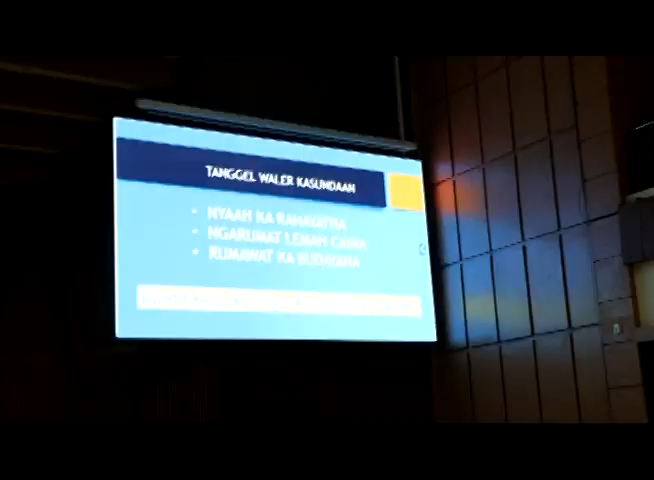 TANGGEL WALER KASUNDAAN
• NYAAH KA RAHAYATNA
• NGARUMAT LEMAH CAINA
• RUMAWAT KA BUDAYANA